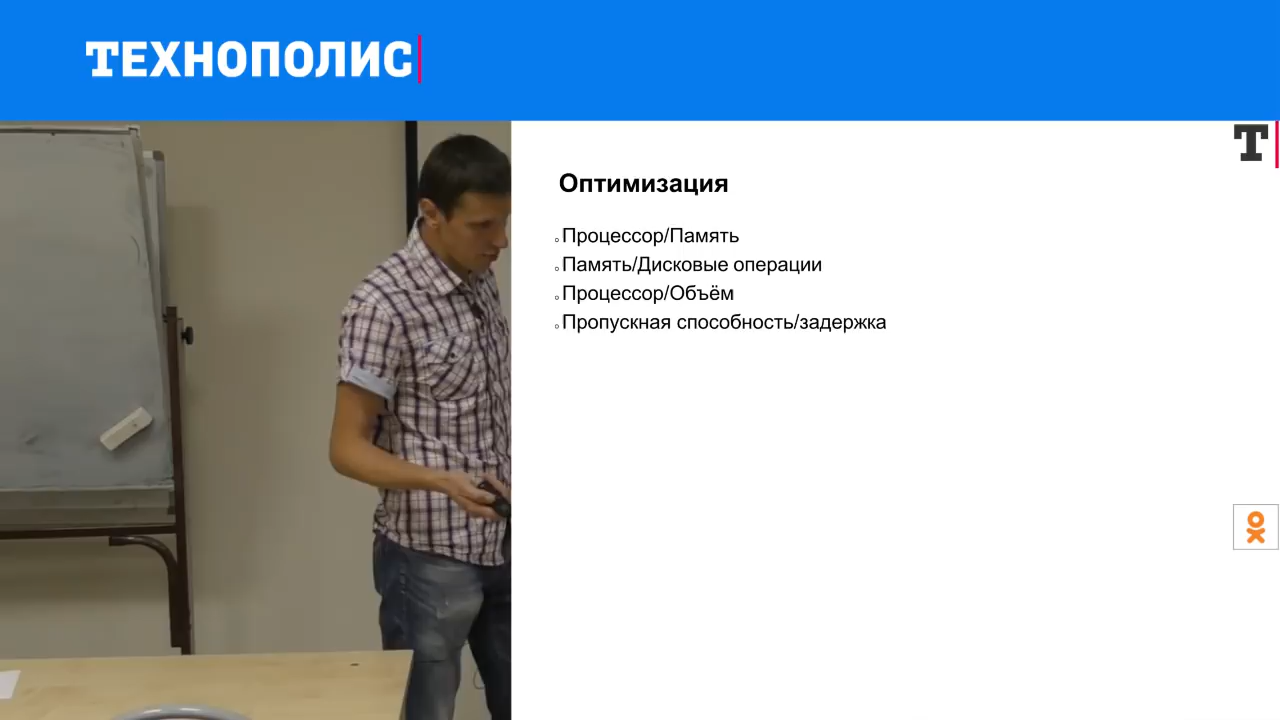 ТЕХНОПОЛИС
Т
Оптимизация
Процессор/Память
Память/Дисковые операции
Процессор/Объём
Пропускная способность/задержка